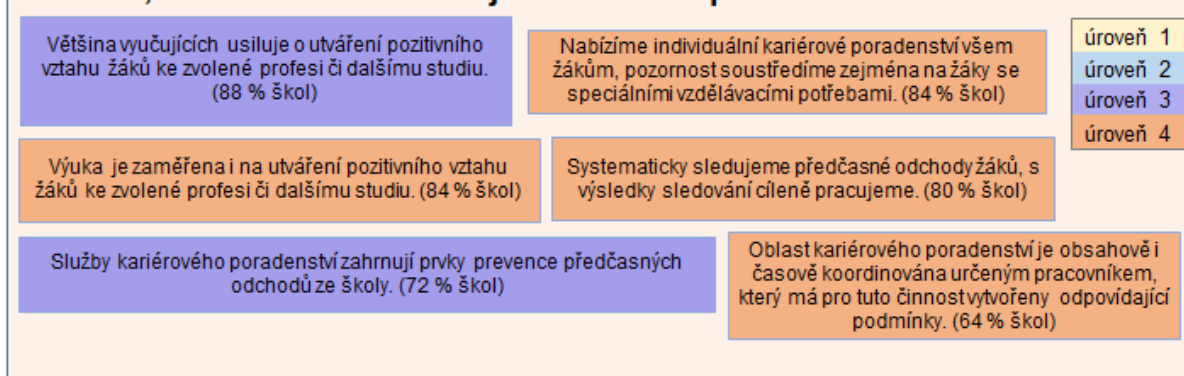 Většina vyučujících usiluje o utváření pozitivního
vztahu žáků ke zvolené profesi či dalšímu studiu.
(88 % škol)
Nabízíme individuální kariérové poradenství všem
žákům, pozornost soustředíme zejména na žáky se
speciálními vzdělávacími potřebami. (84 % škol)
úroveň 1
úroveň 2
úroveň 3
úroveň 4
Výuka je zaměřena i na utváření pozitivního vztahu
žáků ke zvolené profesi či dalšímu studiu. (84 % škol)
Systematicky sledujeme předčasné odchody žáků, s
výsledky sledování cíleně pracujeme. (80 % škol)
Služby kariérového poradenství zahrnují prvky prevence předčasných
odchodů ze školy. (72 % škol)
Oblast kariérového poradenství je obsahově i
časově koordinována určeným pracovníkem,
který má pro tuto činnost vytvořeny odpovídající
podmínky. (64 % škol)